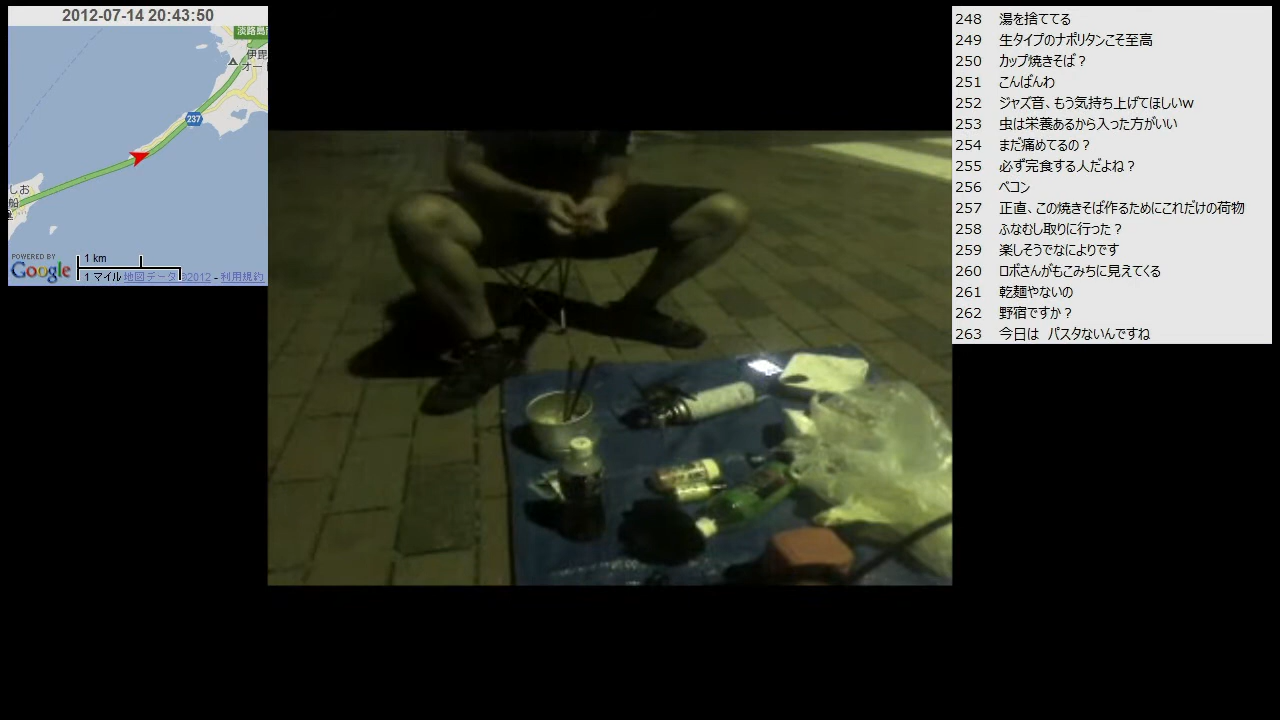 2012-07-14 20:43:50
淡路島
伊毘
オート
237
しお
船
POWERED BY
Google
1 km
1 マイル
地図データ ©2012 - 利用規約
248 湯を捨ててる
249 生タイプのナポリタンこそ至高
250 カップ焼きそば？
251 こんばんわ
252 ジャズ音、もう気持ち上げてほしいw
253 虫は栄養あるから入った方がいい
254 まだ痛めてるの？
255 必ず完食する人だよね？
256 ベコン
257 正直、この焼きそば作るためにこれだけの荷物
258 ふなむし取りに行った？
259 楽しそうでなによりです
260 ロボさんがもこみちに見えてくる
261 乾麺やないの
262 野宿ですか？
263 今日は パスタないんですね